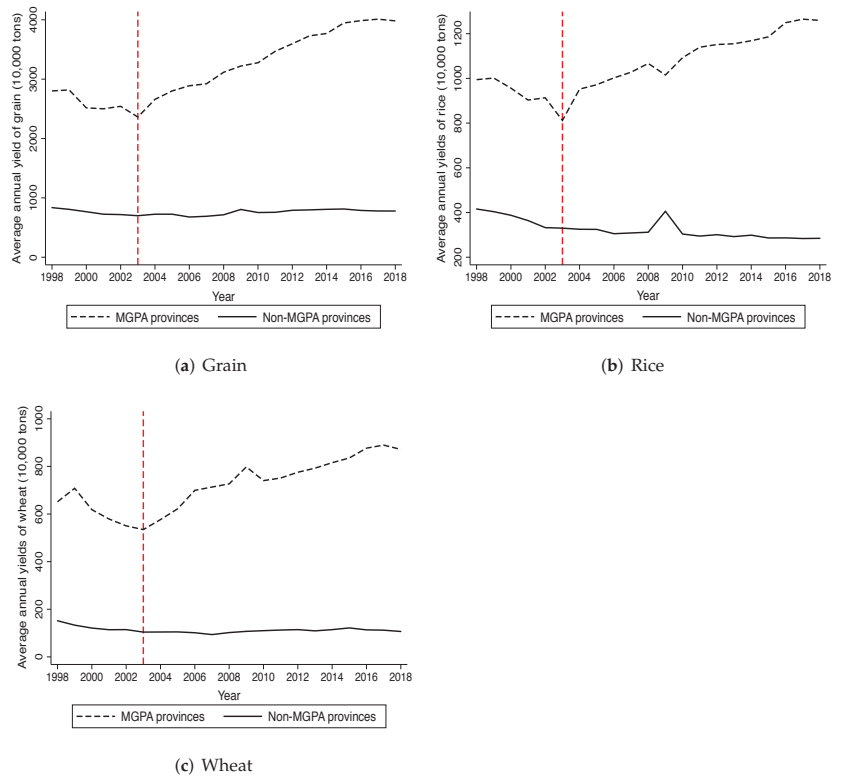 Average annual yield of grain (10,000 tons)
4000
3000
2000
1000
0
1998 2000 2002 2004 2006 2008 2010 2012 2014 2016 2018
Year
MGPA provinces Non-MGPA provinces
(a) Grain
Average annual yields of rice (10,000 tons)
1200
1000
800
600
400
200
1998 2000 2002 2004 2006 2008 2010 2012 2014 2016 2018
Year
MGPA provinces Non-MGPA provinces
(b) Rice
Average annual yields of wheat (10,000 tons)
1000
800
600
400
200
0
1998 2000 2002 2004 2006 2008 2010 2012 2014 2016 2018
Year
MGPA provinces Non-MGPA provinces
(c) Wheat